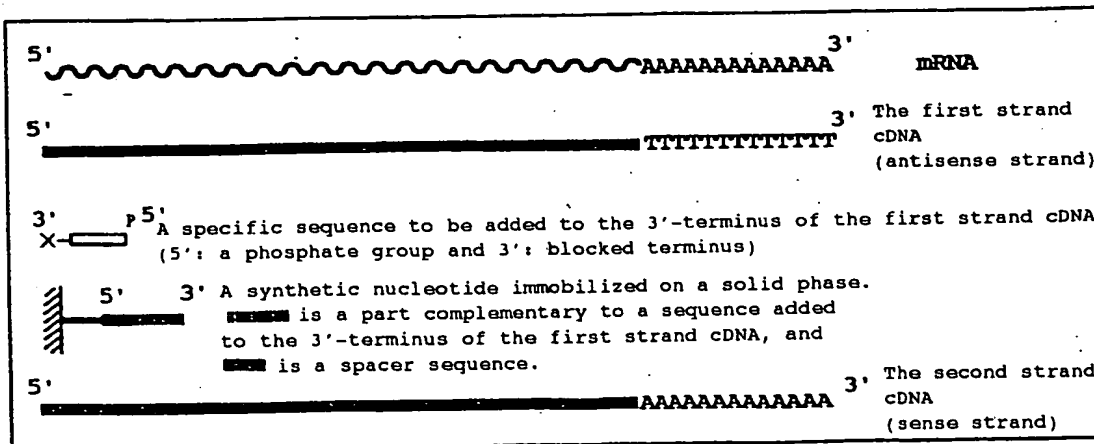 5' 3'
AAAAAAAAAAAAA mRNA
5' 3' The first strand
TTTTTTTTTTTTT cDNA
(antisense strand)
3' P 5'
X A specific sequence to be added to the 3'-terminus of the first strand cDNA
(5': a phosphate group and 3': blocked terminus)
5' 3' A synthetic nucleotide immobilized on a solid phase.
is a part complementary to a sequence added
to the 3'-terminus of the first strand cDNA, and
is a spacer sequence.
5' 3' The second strand
AAAAAAAAAAAAA cDNA
(sense strand)